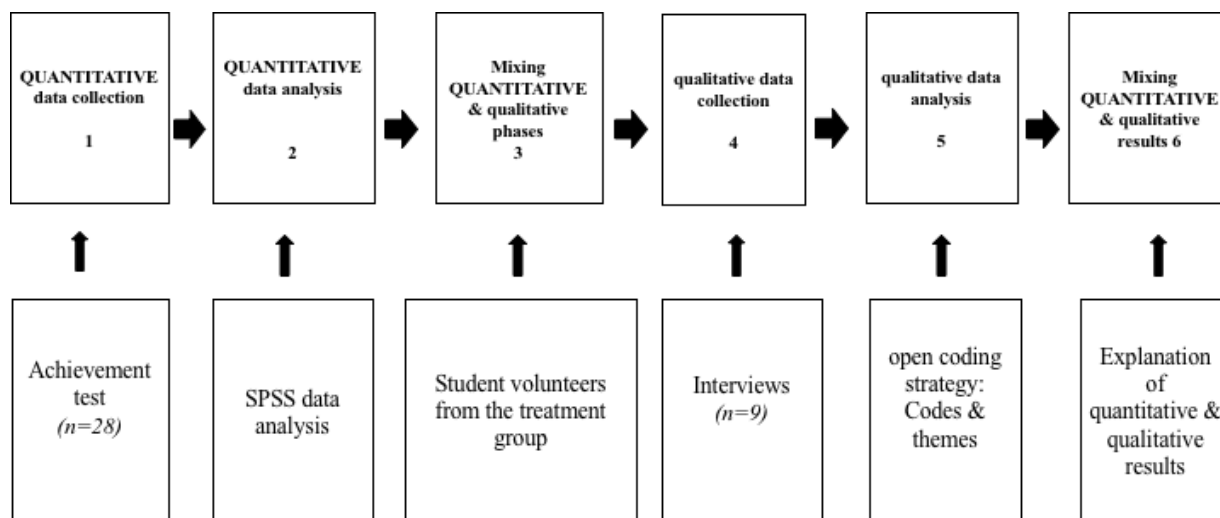 QUANTITATIVE
data collection
1
QUANTITATIVE
data analysis
2
Mixing
QUANTITATIVE
& qualitative
phases
3
qualitative data
collection
4
qualitative data
analysis
5
Mixing
QUANTITATIVE
& qualitative
results 6
Achievement
test
(n=28)
SPSS data
analysis
Student volunteers
from the treatment
group
Interviews
(n=9)
open coding
strategy:
Codes &
themes
Explanation
of
quantitative &
qualitative
results